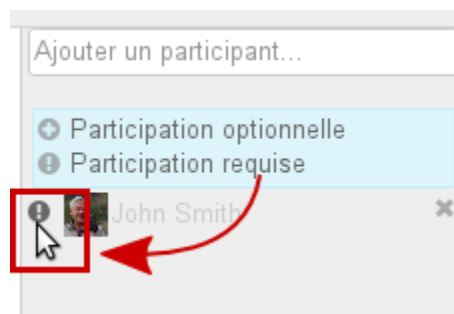 Ajouter un participant...
Participation optionnelle
Participation requise
John Smith